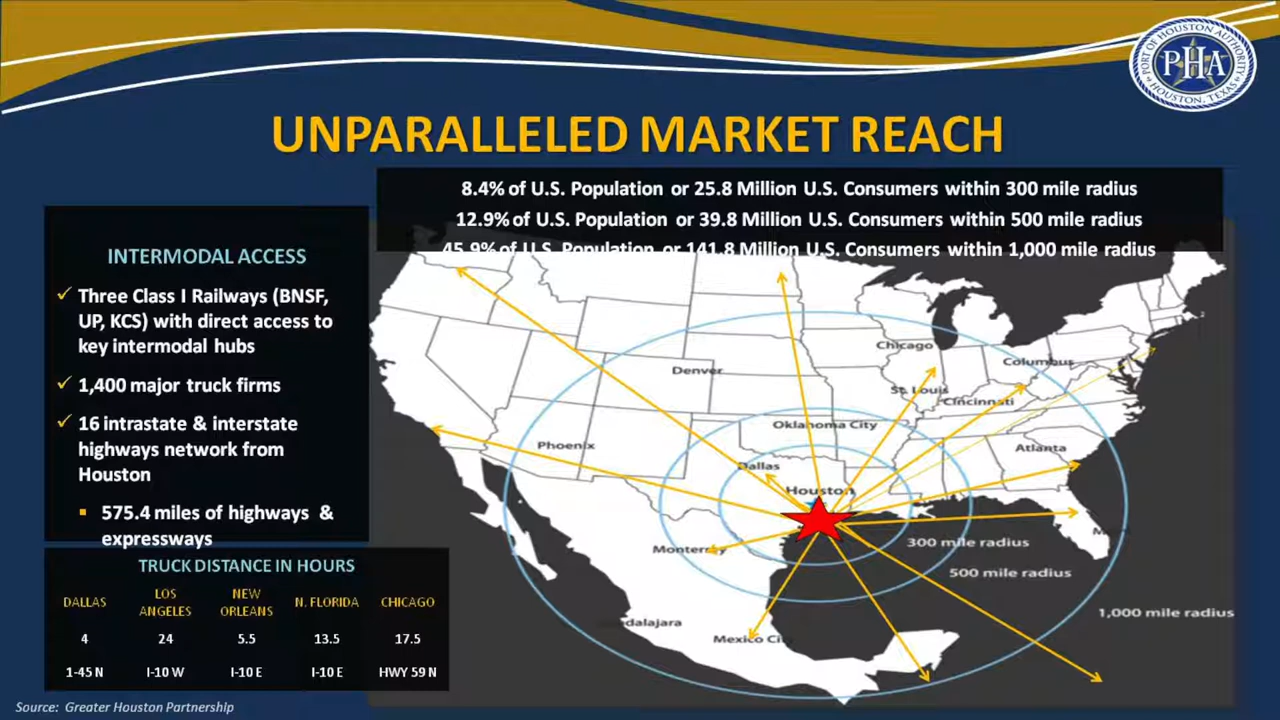 PORT OF HOUSTON AUTHORITY
PHA
HOUSTON, TEXAS
UNPARALLELED MARKET REACH
8.4% of U.S. Population or 25.8 Million U.S. Consumers within 300 mile radius
12.9% of U.S. Population or 39.8 Million U.S. Consumers within 500 mile radius
45.9% of U.S. Population or 141.8 Million U.S. Consumers within 1,000 mile radius
INTERMODAL ACCESS
✓ Three Class I Railways (BNSF,
UP, KCS) with direct access to
key intermodal hubs
✓ 1,400 major truck firms
✓ 16 intrastate & interstate
highways network from
Houston
▪ 575.4 miles of highways &
expressways
Chicago
Columbus
Denver
St. Louis
Cincinnati
Oklahoma City
Phoenix
Atlanta
Dallas
Houston
Monterry
300 mile radius
500 mile radius
1,000 mile radius
dalajara
Mexico Ci
TRUCK DISTANCE IN HOURS
DALLAS LOS ANGELES NEW ORLEANS N. FLORIDA CHICAGO
4 24 5.5 13.5 17.5
1-45 N I-10 W I-10 E I-10 E HWY 59 N
Source: Greater Houston Partnership